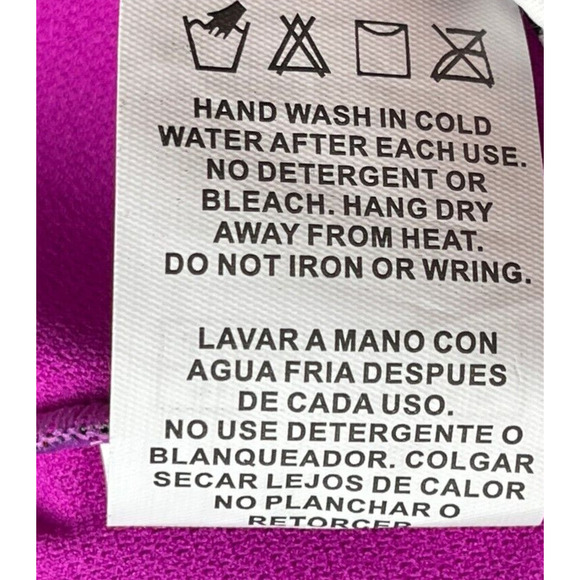 HAND WASH IN COLD
WATER AFTER EACH USE.
NO DETERGENT OR
BLEACH. HANG DRY
AWAY FROM HEAT.
DO NOT IRON OR WRING.
LAVAR A MANO CON
AGUA FRIA DESPUES
DE CADA USO.
NO USE DETERGENTE O
BLANQUEADOR. COLGAR
SECAR LEJOS DE CALOR
NO PLANCHAR O
RETORCER